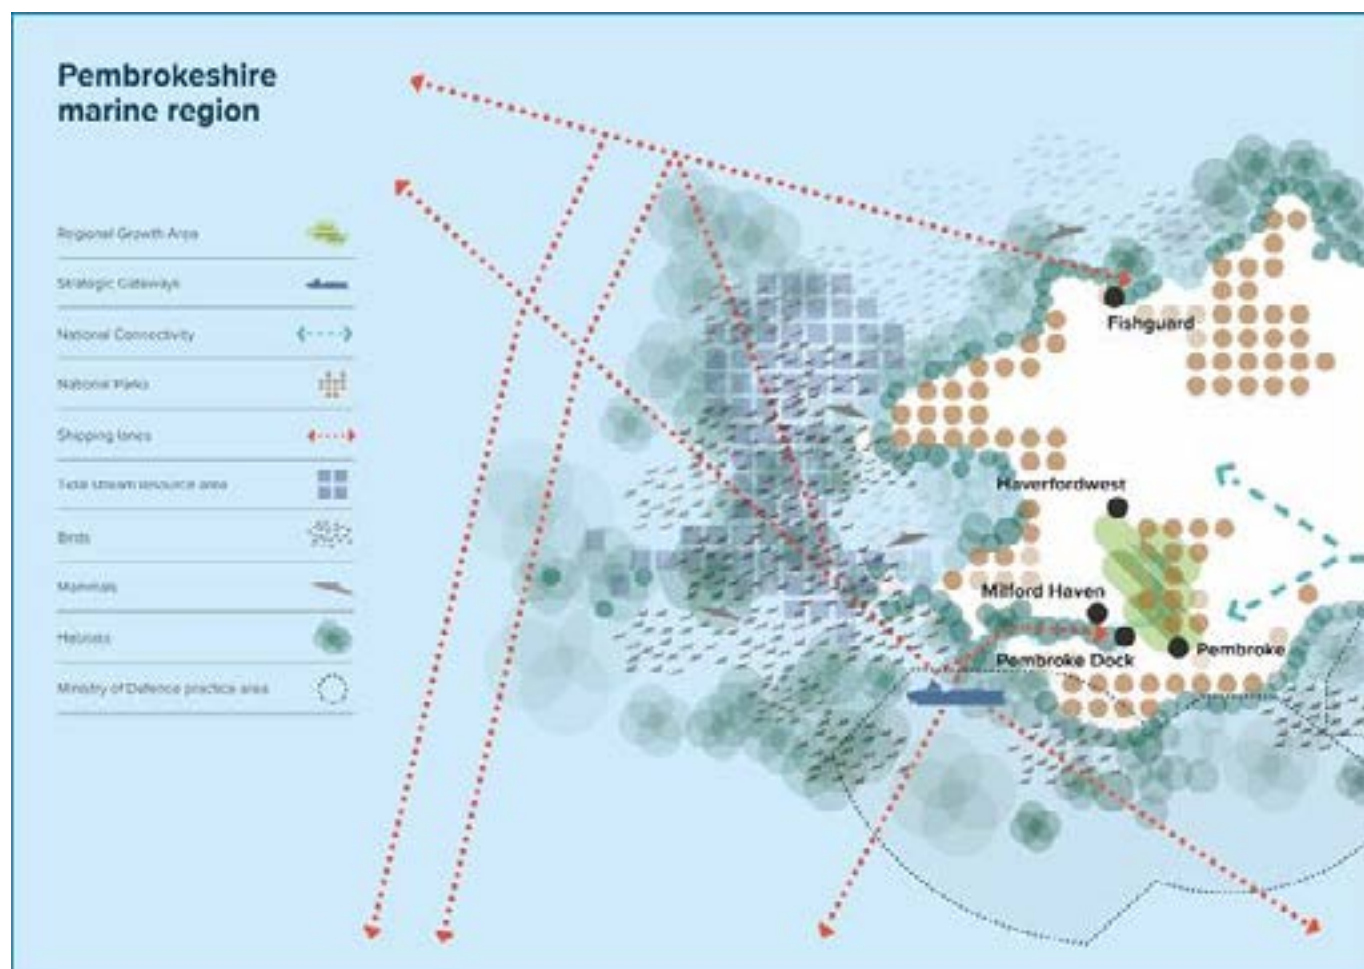 Pembrokeshire
marine region
Regional Growth Area
Strategic Gateways
National Connectivity
National Parks
Shipping lanes
Tidal stream resource area
Birds
Mammals
Habitats
Ministry of Defence practice area
Fishguard
Haverfordwest
Milford Haven
Pembroke Dock
Pembroke